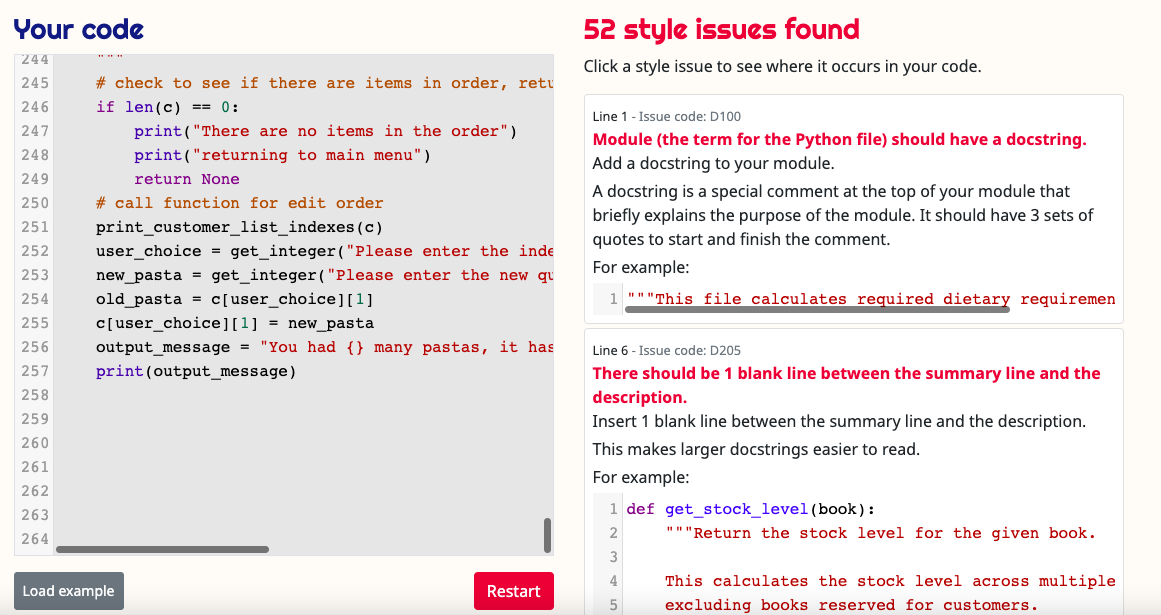 Your code
244 """
245 # check to see if there are items in order, retu
246 if len(c) == 0:
247 print("There are no items in the order")
248 print("returning to main menu")
249 return None
250 # call function for edit order
251 print_customer_list_indexes(c)
252 user_choice = get_integer("Please enter the inde
253 new_pasta = get_integer("Please enter the new qu
254 old_pasta = c[user_choice][1]
255 c[user_choice][1] = new_pasta
256 output_message = "You had {} many pastas, it has
257 print(output_message)
258
259
260
261
262
263
264
Load example
Restart
52 style issues found
Click a style issue to see where it occurs in your code.
Line 1 - Issue code: D100
Module (the term for the Python file) should have a docstring.
Add a docstring to your module.
A docstring is a special comment at the top of your module that
briefly explains the purpose of the module. It should have 3 sets of
quotes to start and finish the comment.
For example:
1 """This file calculates required dietary requiremen
Line 6 - Issue code: D205
There should be 1 blank line between the summary line and the
description.
Insert 1 blank line between the summary line and the description.
This makes larger docstrings easier to read.
For example:
1 def get_stock_level(book):
2 """Return the stock level for the given book.
3
4 This calculates the stock level across multiple
5 excluding books reserved for customers.